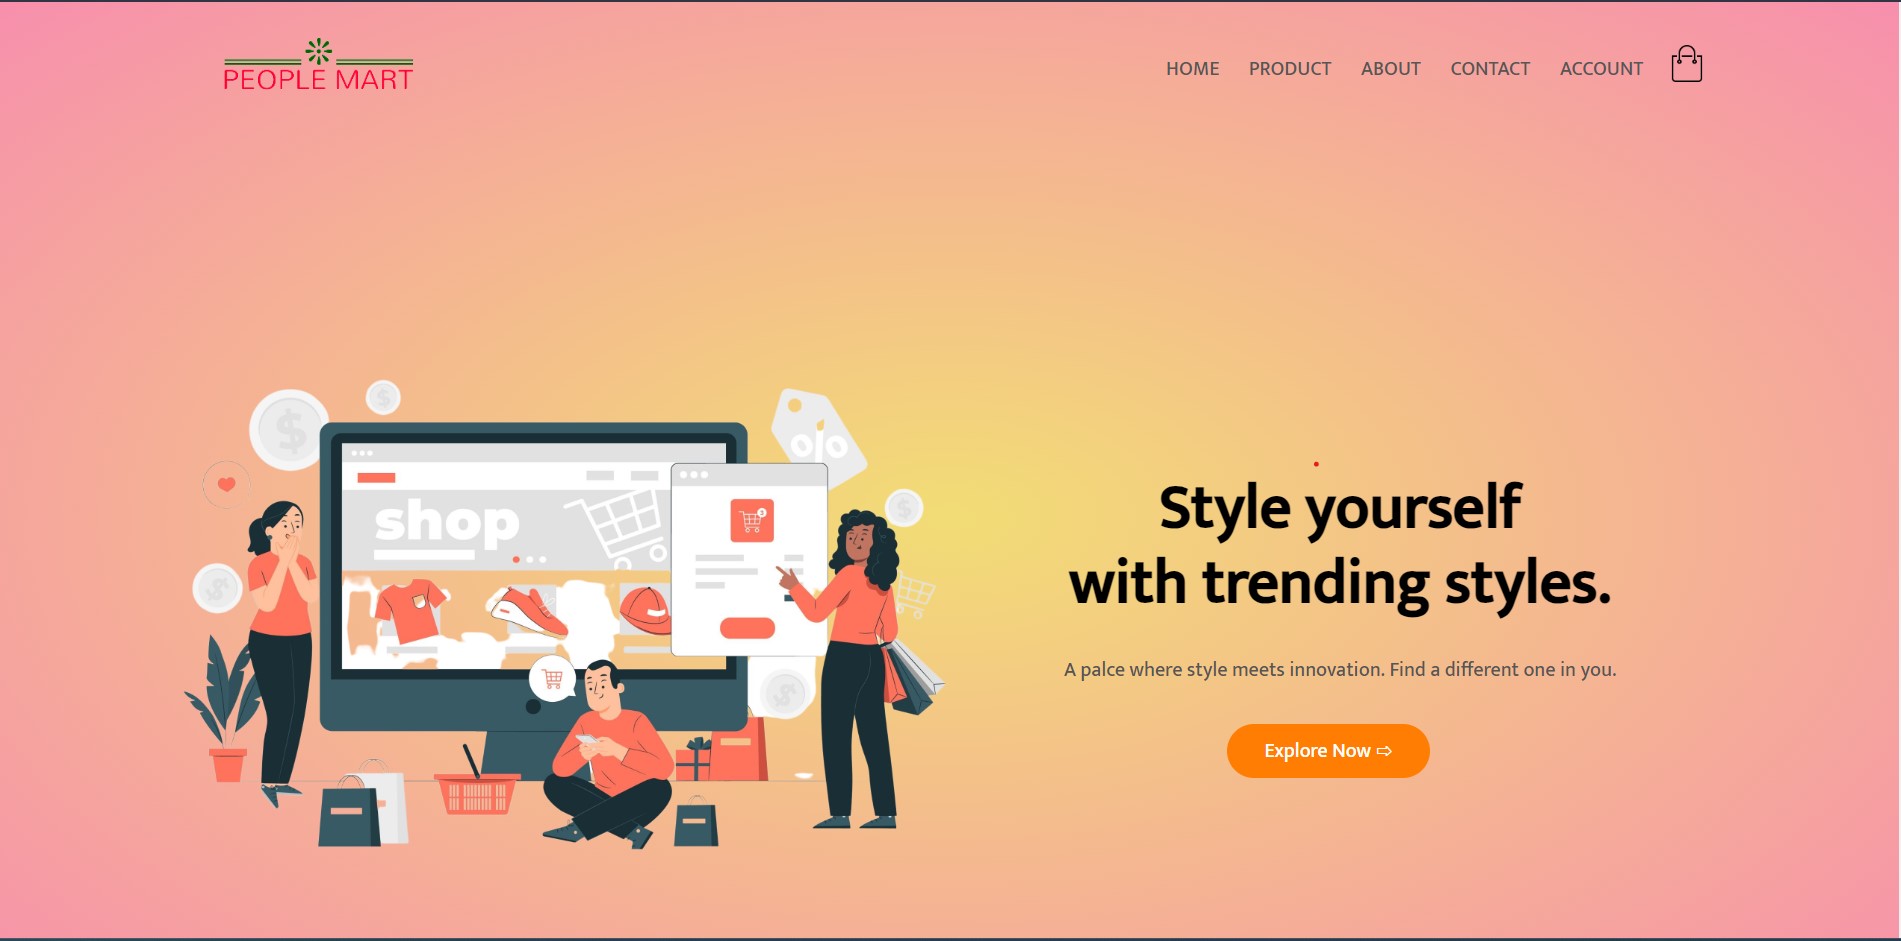 PEOPLE MART
HOME PRODUCT ABOUT CONTACT ACCOUNT
$
$
%
shop
3
$
$
$
Style yourself
with trending styles.
A palce where style meets innovation. Find a different one in you.
Explore Now ⇨